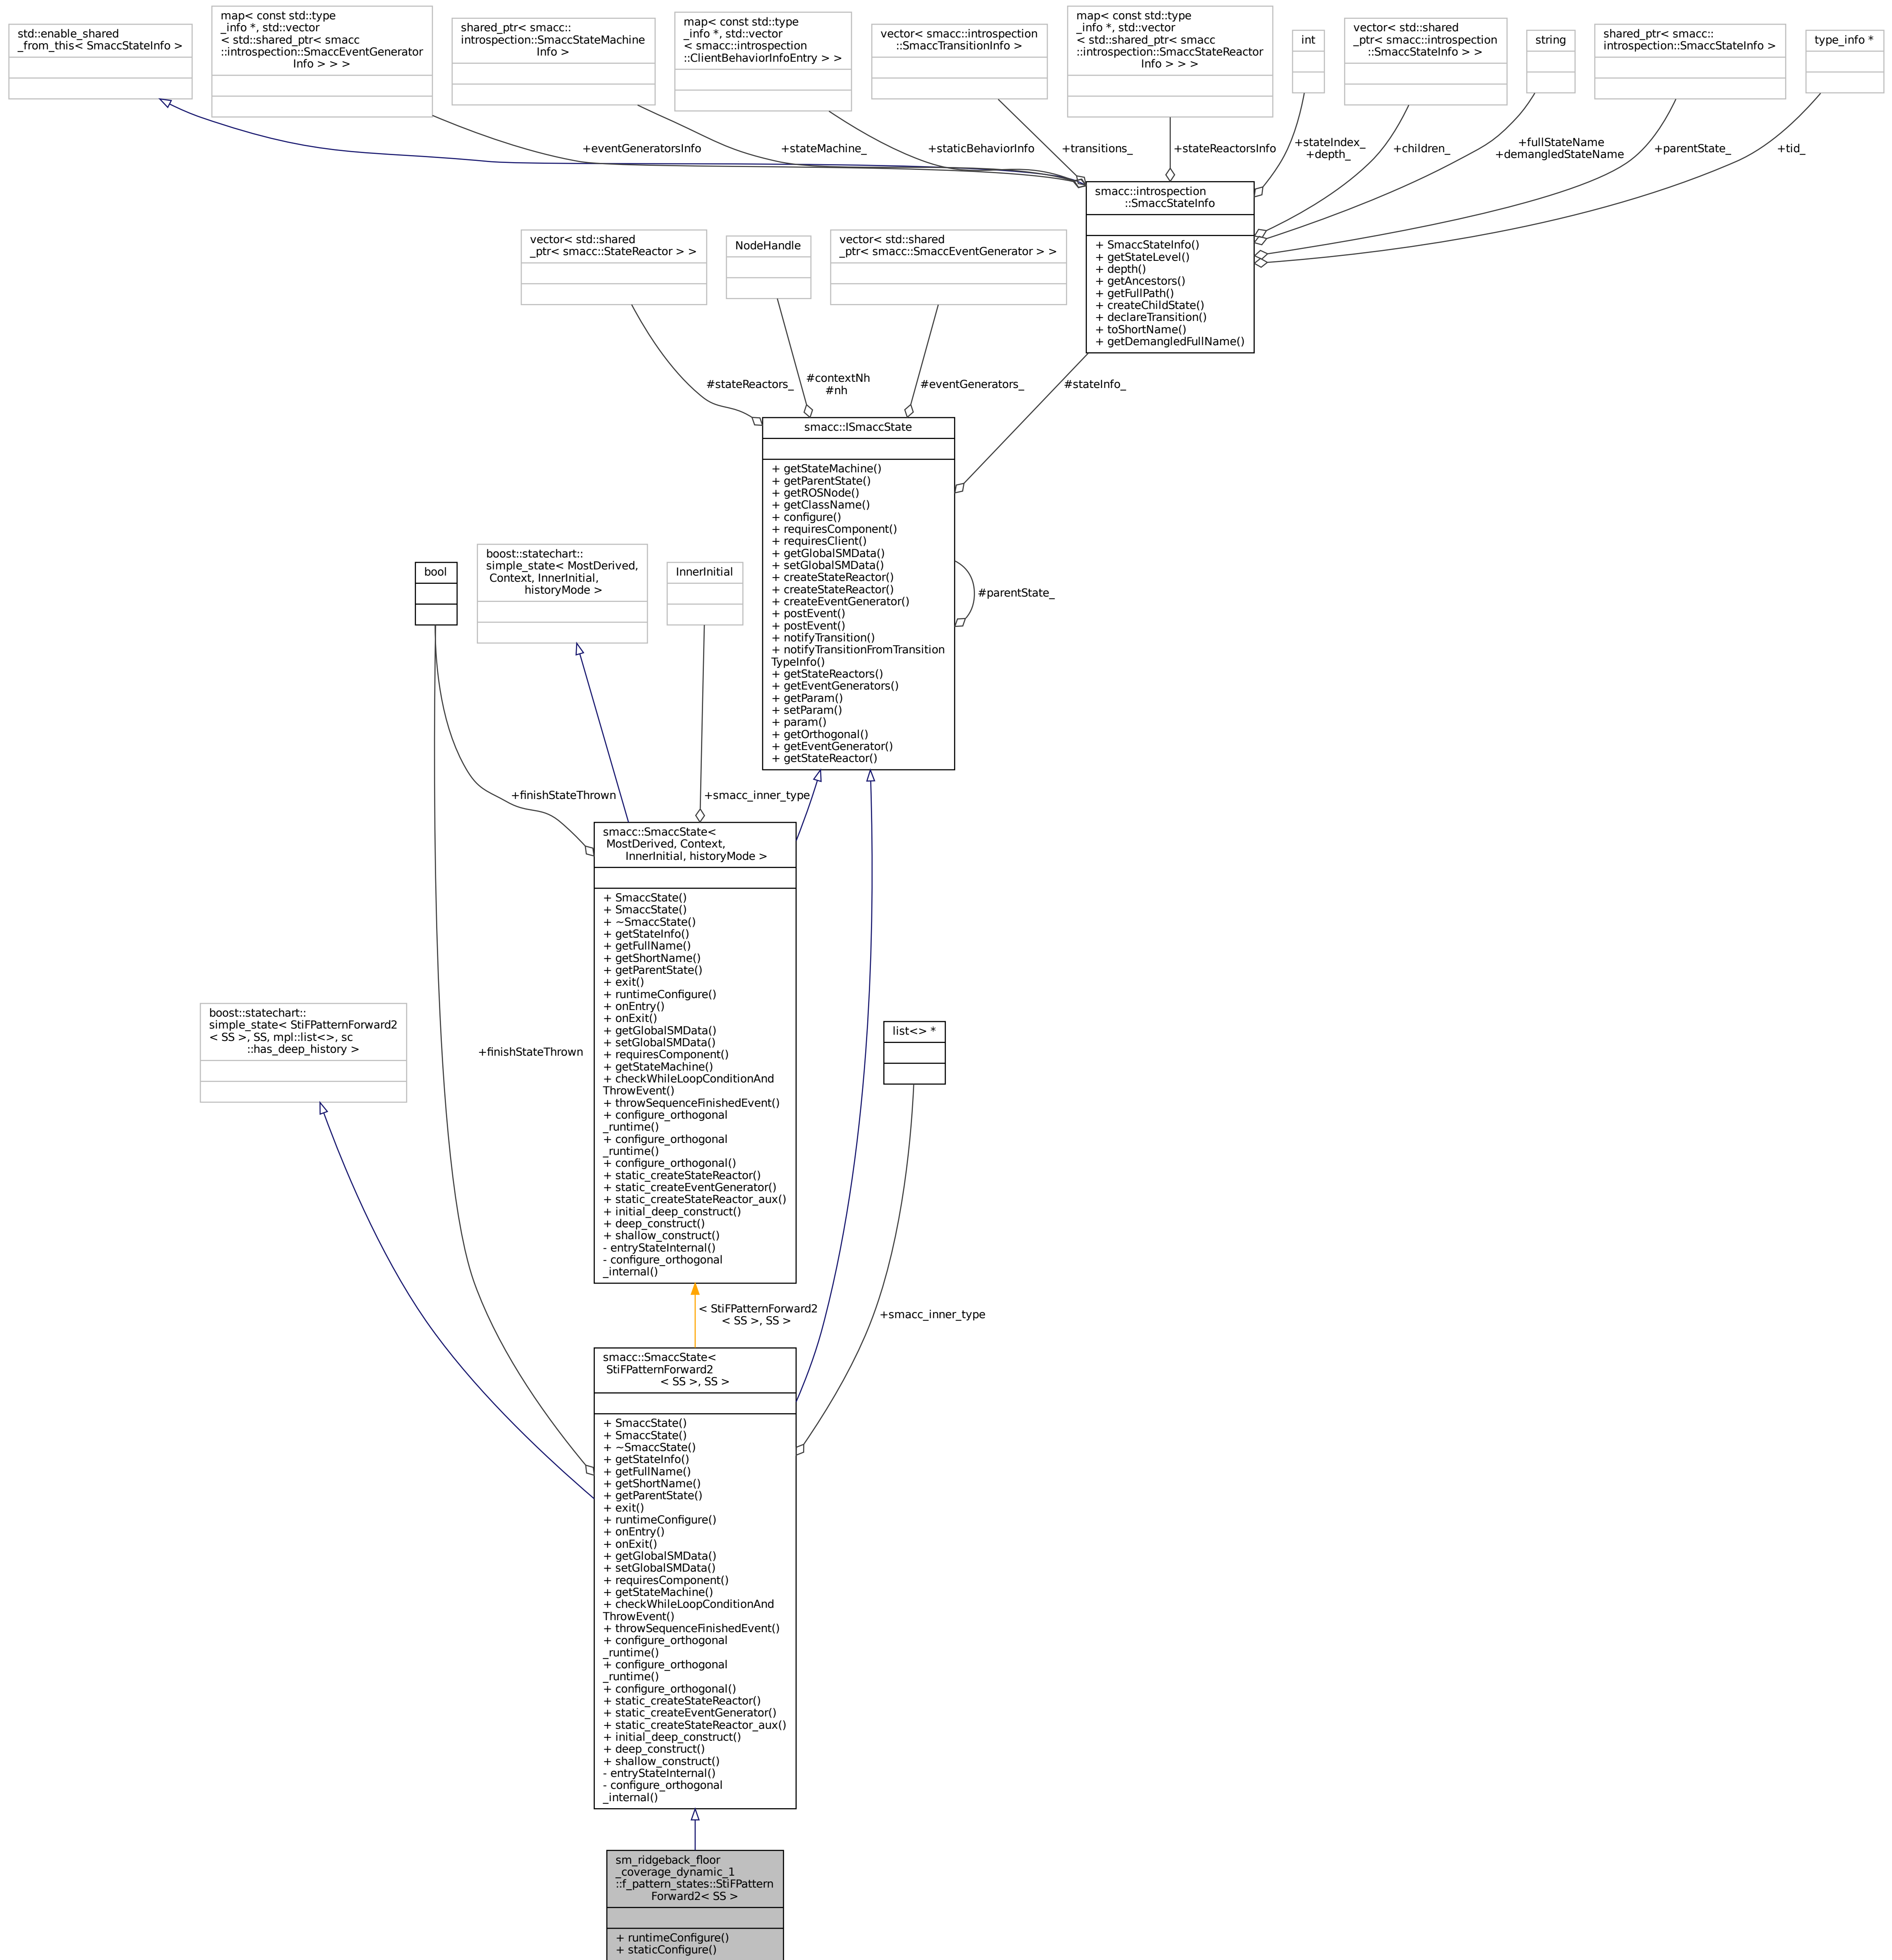 std::enable_shared
_from_this< SmaccStateInfo >
map< const std::type
_info *, std::vector
< std::shared_ptr< smacc
::introspection::SmaccEventGenerator
Info > > >
shared_ptr< smacc::
introspection::SmaccStateMachine
Info >
map< const std::type
_info *, std::vector
< smacc::introspection
::ClientBehaviorInfoEntry > >
vector< smacc::introspection
::SmaccTransitionInfo >
map< const std::type
_info *, std::vector
< std::shared_ptr< smacc
::introspection::SmaccStateReactor
Info > > >
int
vector< std::shared
_ptr< smacc::introspection
::SmaccStateInfo > >
string
shared_ptr< smacc::
introspection::SmaccStateInfo >
type_info *
+eventGeneratorsInfo
+stateMachine_
+staticBehaviorInfo
+transitions_
+stateReactorsInfo
+stateIndex_
+depth_
+children_
+fullStateName
+demangledStateName
+parentState_
+tid_
smacc::introspection
::SmaccStateInfo
+ SmaccStateInfo()
+ getStateLevel()
+ depth()
+ getAncestors()
+ getFullPath()
+ createChildState()
+ declareTransition()
+ toShortName()
+ getDemangledFullName()
vector< std::shared
_ptr< smacc::StateReactor > >
NodeHandle
vector< std::shared
_ptr< smacc::SmaccEventGenerator > >
#stateReactors_
#contextNh
#nh
#eventGenerators_
#stateInfo_
smacc::ISmaccState
+ getStateMachine()
+ getParentState()
+ getROSNode()
+ getClassName()
+ configure()
+ requiresComponent()
+ requiresClient()
+ getGlobalSMData()
+ setGlobalSMData()
+ createStateReactor()
+ createStateReactor()
+ createEventGenerator()
+ postEvent()
+ postEvent()
+ notifyTransition()
+ notifyTransitionFromTransition
TypeInfo()
+ getStateReactors()
+ getEventGenerators()
+ getParam()
+ setParam()
+ param()
+ getOrthogonal()
+ getEventGenerator()
+ getStateReactor()
#parentState_
bool
boost::statechart::
simple_state< MostDerived,
Context, InnerInitial,
historyMode >
InnerInitial
+finishStateThrown
+smacc_inner_type
smacc::SmaccState<
MostDerived, Context,
InnerInitial, historyMode >
+ SmaccState()
+ SmaccState()
+ ~SmaccState()
+ getStateInfo()
+ getFullName()
+ getShortName()
+ getParentState()
+ exit()
+ runtimeConfigure()
+ onEntry()
+ onExit()
+ getGlobalSMData()
+ setGlobalSMData()
+ requiresComponent()
+ getStateMachine()
+ checkWhileLoopConditionAnd
ThrowEvent()
+ throwSequenceFinishedEvent()
+ configure_orthogonal
_runtime()
+ configure_orthogonal
_runtime()
+ configure_orthogonal()
+ static_createStateReactor()
+ static_createEventGenerator()
+ static_createStateReactor_aux()
+ initial_deep_construct()
+ deep_construct()
+ shallow_construct()
- entryStateInternal()
- configure_orthogonal
_internal()
boost::statechart::
simple_state< StiFPatternForward2
< SS >, SS, mpl::list<>, sc
::has_deep_history >
+finishStateThrown
list<> *
< StiFPatternForward2
< SS >, SS >
+smacc_inner_type
smacc::SmaccState<
StiFPatternForward2
< SS >, SS >
+ SmaccState()
+ SmaccState()
+ ~SmaccState()
+ getStateInfo()
+ getFullName()
+ getShortName()
+ getParentState()
+ exit()
+ runtimeConfigure()
+ onEntry()
+ onExit()
+ getGlobalSMData()
+ setGlobalSMData()
+ requiresComponent()
+ getStateMachine()
+ checkWhileLoopConditionAnd
ThrowEvent()
+ throwSequenceFinishedEvent()
+ configure_orthogonal
_runtime()
+ configure_orthogonal
_runtime()
+ configure_orthogonal()
+ static_createStateReactor()
+ static_createEventGenerator()
+ static_createStateReactor_aux()
+ initial_deep_construct()
+ deep_construct()
+ shallow_construct()
- entryStateInternal()
- configure_orthogonal
_internal()
sm_ridgeback_floor
_coverage_dynamic_1
::f_pattern_states::StiFPattern
Forward2< SS >
+ runtimeConfigure()
+ staticConfigure()